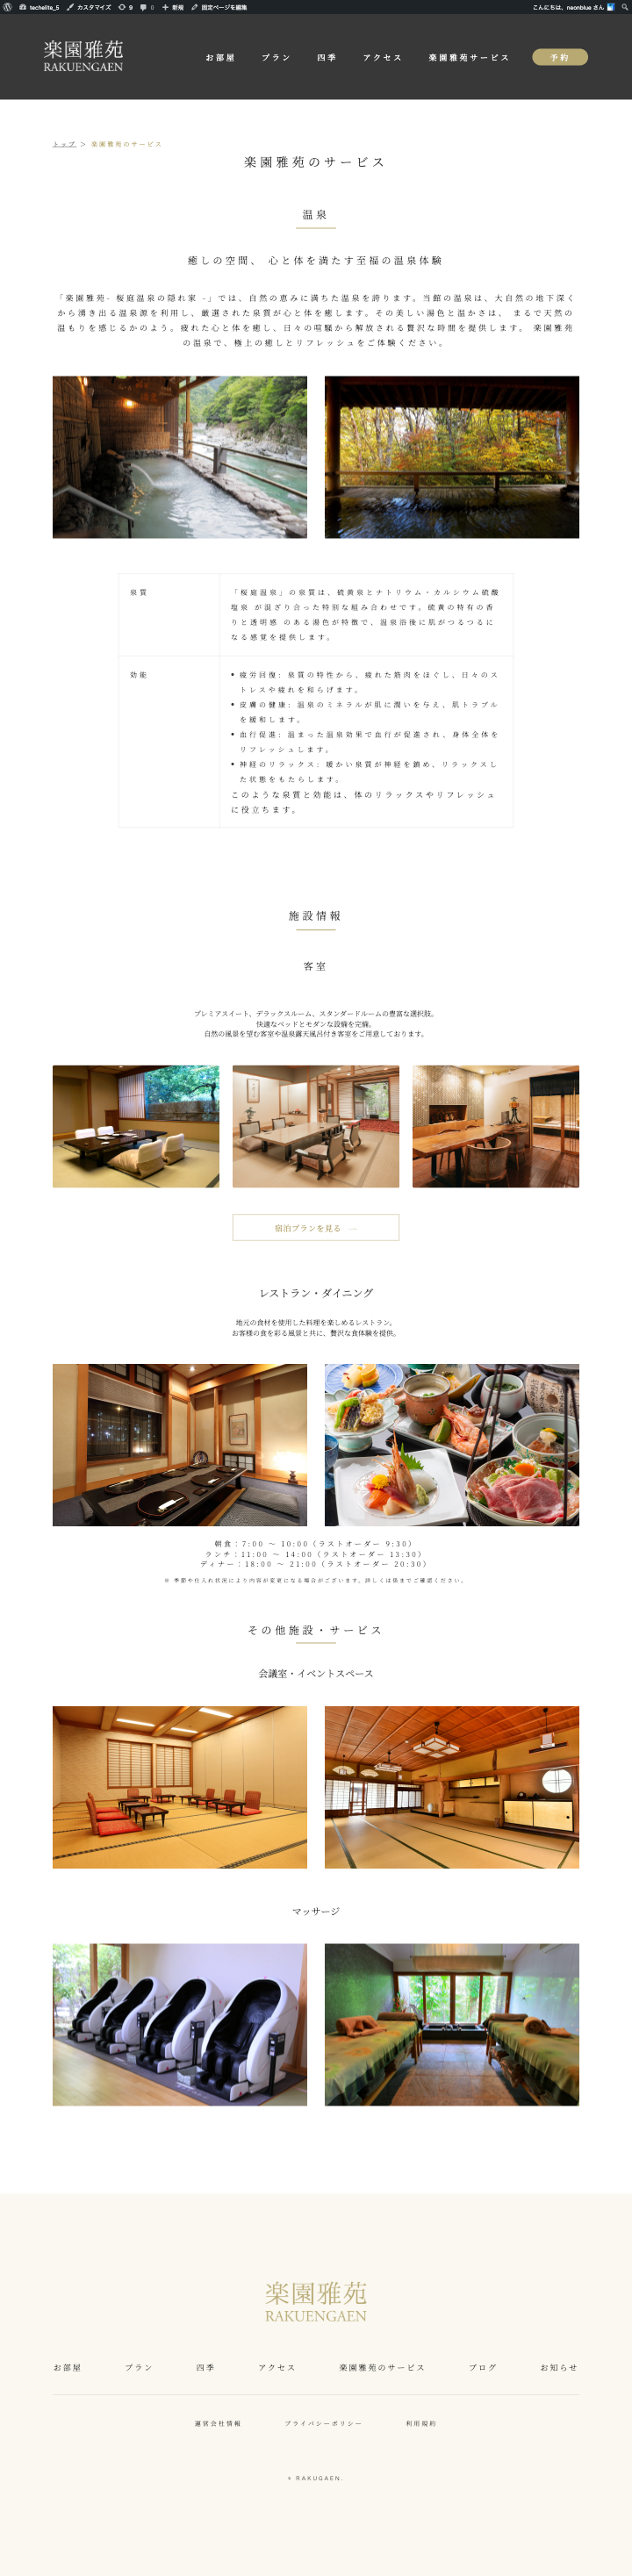 techelite_5 カスタマイズ 9 0 新規 固定ページを編集 こんにちは、neonblue さん
楽園雅苑
RAKUENGAEN
お部屋 プラン 四季 アクセス 楽園雅苑サービス 予約
トップ > 楽園雅苑のサービス
楽園雅苑のサービス
温泉
癒しの空間、 心と体を満たす至福の温泉体験
「楽園雅苑- 桜庭温泉の隠れ家 -」では、自然の恵みに満ちた温泉を誇ります。当館の温泉は、大自然の地下深く
から湧き出る温泉源を利用し、厳選された泉質が心と体を癒します。その美しい湯色と温かさは、 まるで天然の
温もりを感じるかのよう。疲れた心と体を癒し、日々の喧騒から解放される贅沢な時間を提供します。 楽園雅苑
の温泉で、極上の癒しとリフレッシュをご体験ください。
泉質
「桜庭温泉」の泉質は、硫黄泉とナトリウム・カルシウム硫酸
塩泉 が混ざり合った特別な組み合わせです。硫黄の特有の香
りと透明感 のある湯色が特徴で、温泉浴後に肌がつるつるに
なる感覚を提供します。
効能
• 疲労回復: 泉質の特性から、疲れた筋肉をほぐし、日々のス
トレスや疲れを和らげます。
• 皮膚の健康: 温泉のミネラルが肌に潤いを与え、肌トラブル
を緩和します。
• 血行促進: 温まった温泉効果で血行が促進され、身体全体を
リフレッシュします。
• 神経のリラックス: 暖かい泉質が神経を鎮め、リラックスし
た状態をもたらします。
このような泉質と効能は、体のリラックスやリフレッシュ
に役立ちます。
施設情報
客室
プレミアスイート、デラックスルーム、スタンダードルームの豊富な選択肢。
快適なベッドとモダンな設備を完備。
自然の風景を望む客室や温泉露天風呂付き客室をご用意しております。
宿泊プランを見る
レストラン・ダイニング
地元の食材を使用した料理を楽しめるレストラン。
お客様の食を彩る風景と共に、贅沢な食体験を提供。
朝食：7:00 ～ 10:00（ラストオーダー 9:30）
ランチ：11:00 ～ 14:00（ラストオーダー 13:30）
ディナー：18:00 ～ 21:00（ラストオーダー 20:30）
※ 季節や仕入れ状況により内容が変更になる場合がございます。詳しくは係までご確認ください。
その他施設・サービス
会議室・イベントスペース
マッサージ
楽園雅苑
RAKUENGAEN
お部屋 プラン 四季 アクセス 楽園雅苑のサービス ブログ お知らせ
運営会社情報 プライバシーポリシー 利用規約
© RAKUGAEN.